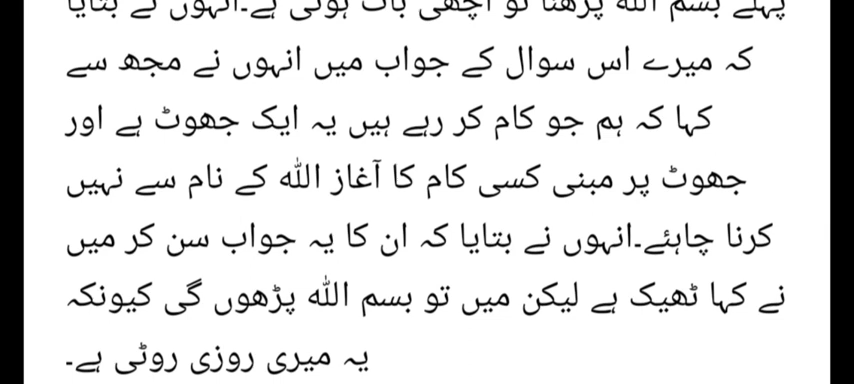 پہلے بسم اللہ پڑھنا تو اچھی بات ہوتی ہے۔انہوں نے بتایا
کہ میرے اس سوال کے جواب میں انہوں نے مجھ سے
کہا کہ ہم جو کام کر رہے ہیں یہ ایک جھوٹ ہے اور
جھوٹ پر مبنی کسی کام کا آغاز اللہ کے نام سے نہیں
کرنا چاہئے۔انہوں نے بتایا کہ ان کا یہ جواب سن کر میں
نے کہا ٹھیک ہے لیکن میں تو بسم اللہ پڑھوں گی کیونکہ
یہ میری روزی روٹی ہے۔